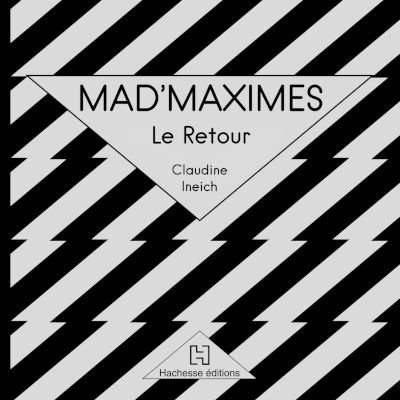 MAD'MAXIMES
Le Retour
Claudine
Ineich
H
Hachesse éditions